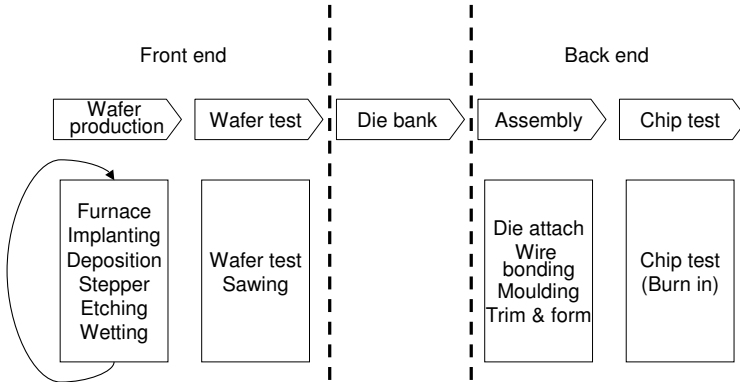 Front end
Back end
Wafer
production
Wafer test
Die bank
Assembly
Chip test
Furnace
Implanting
Deposition
Stepper
Etching
Wetting
Wafer test
Sawing
Die attach
Wire
bonding
Moulding
Trim & form
Chip test
(Burn in)